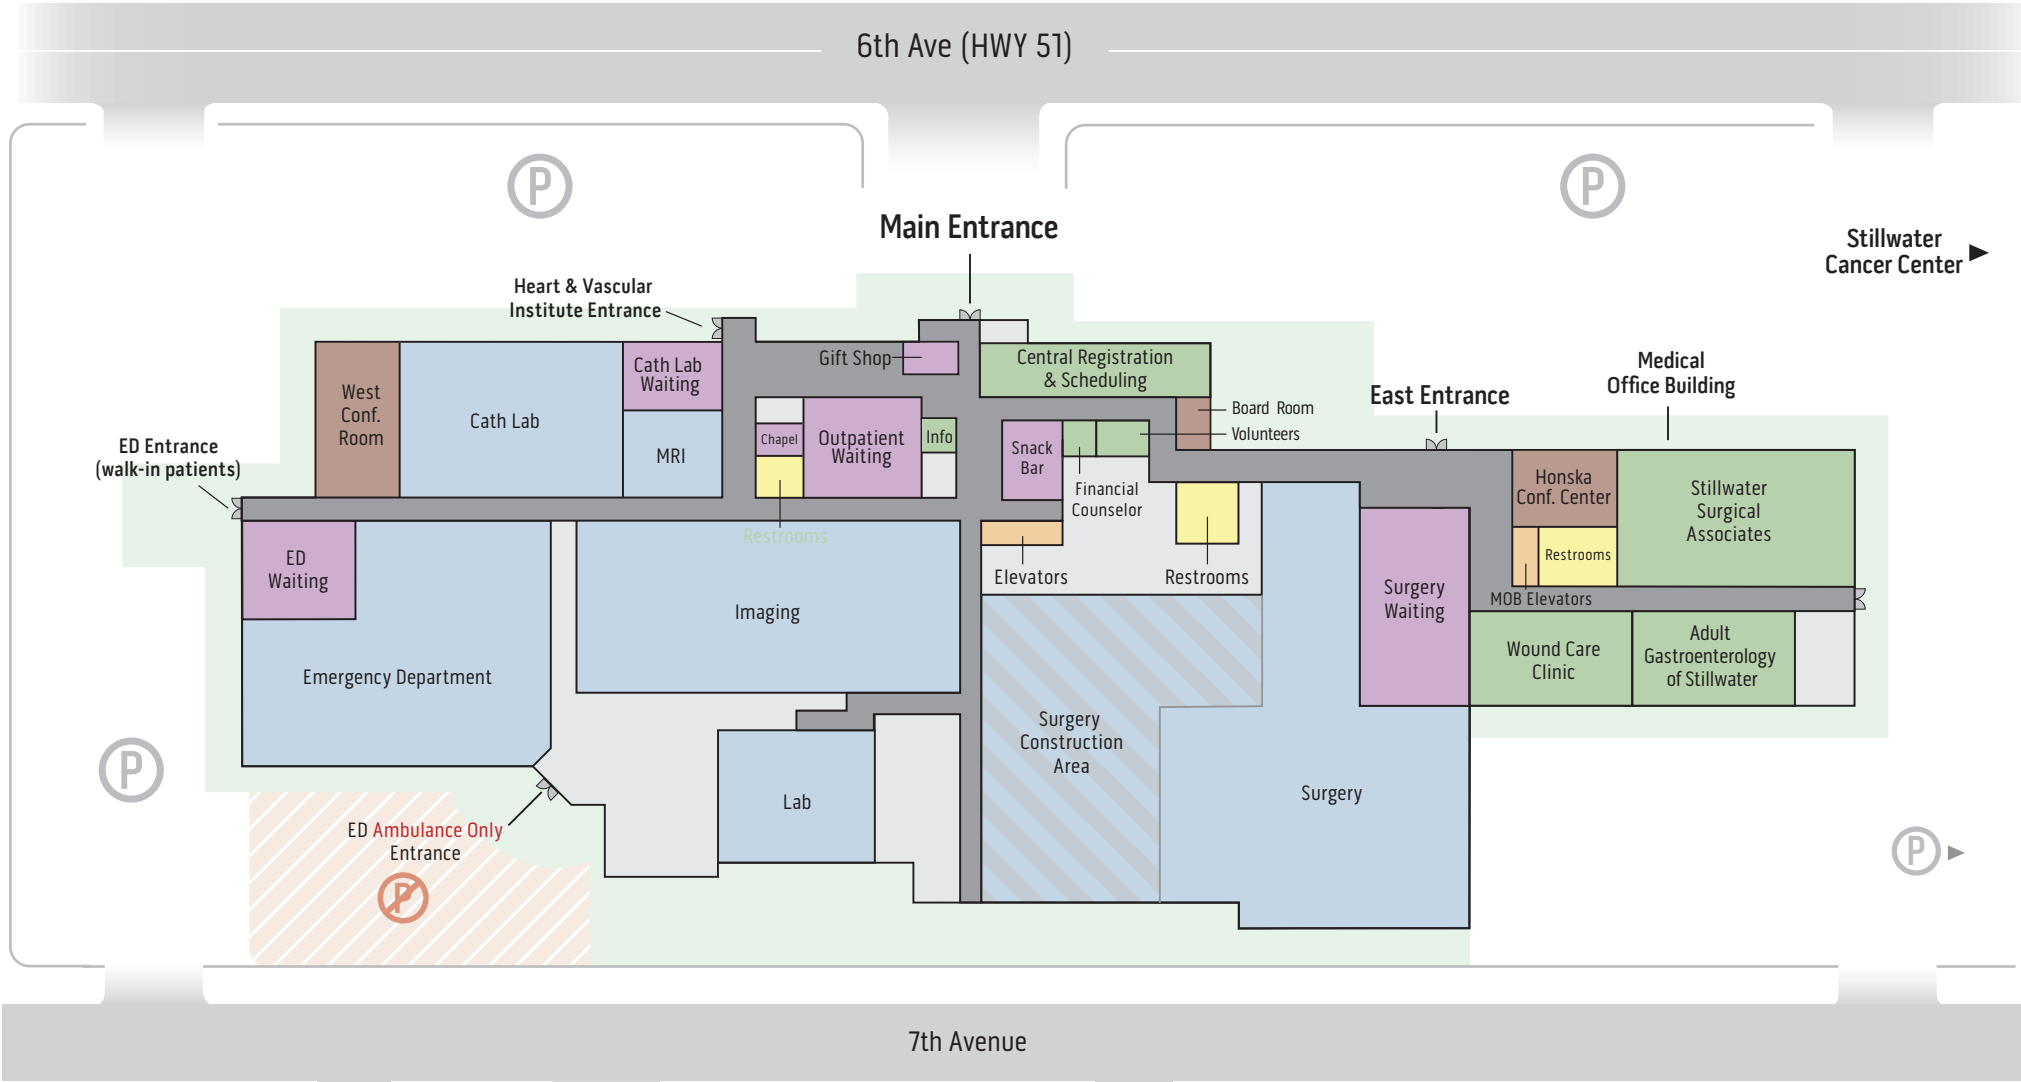 6th Ave (HWY 51)
P
P
Main Entrance
Stillwater
Cancer Center
Heart & Vascular
Institute Entrance
Gift Shop
Central Registration
& Scheduling
Medical
Office Building
East Entrance
Cath Lab
Waiting
West
Conf.
Room
Cath Lab
MRI
Board Room
Volunteers
ED Entrance
(walk-in patients)
Chapel
Outpatient
Waiting
Info
Snack
Bar
Financial
Counselor
Honska
Conf. Center
Stillwater
Surgical
Associates
Restrooms
Restrooms
ED
Waiting
Elevators
Restrooms
MOB Elevators
Imaging
Surgery
Waiting
Wound Care
Clinic
Adult
Gastroenterology
of Stillwater
Emergency Department
Surgery
Construction
Area
P
Lab
Surgery
ED Ambulance Only
Entrance
P
P
7th Avenue